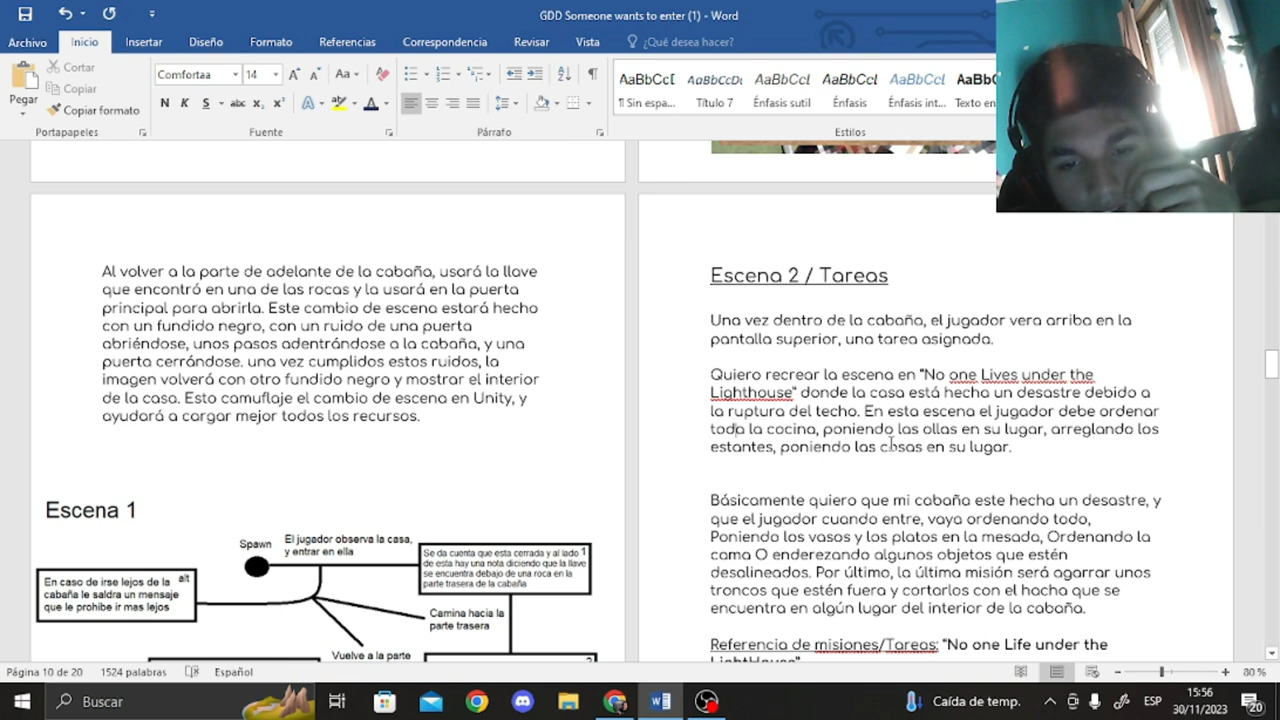 GDD Someone wants to enter (1) - Word
Archivo Inicio Insertar Diseño Formato Referencias Correspondencia Revisar Vista ¿Qué desea hacer?
Pegar
Cortar
Copiar
Copiar formato
Portapapeles
Comfortaa 14
Aa
N K S abc x₂ x²
A A
Fuente
Párrafo
AaBbCcD AaBbCcDc AaBbCcL AaBbCcL AaBbCcL AaBbCc
¶ Sin espa... Título 7 Énfasis sutil Énfasis Énfasis int... Texto en
Estilos
Al volver a la parte de adelante de la cabaña, usará la llave
que encontró en una de las rocas y la usará en la puerta
principal para abrirla. Este cambio de escena estará hecho
con un fundido negro, con un ruido de una puerta
abriéndose, unos pasos adentrándose a la cabaña, y una
puerta cerrándose. una vez cumplidos estos ruidos, la
imagen volverá con otro fundido negro y mostrar el interior
de la casa. Esto camuflaje el cambio de escena en Unity, y
ayudará a cargar mejor todos los recursos.
Escena 1
Spawn
El jugador observa la casa,
y entrar en ella
Se da cuenta que esta cerrada y al lado 1
de esta hay una nota diciendo que la llave
se encuentra debajo de una roca en la
parte trasera de la cabaña
En caso de irse lejos de la alt
cabaña le saldra un mensaje
que le prohibe ir mas lejos
Camina hacia la
parte trasera
Vuelve a la parte
2
Escena 2 / Tareas
Una vez dentro de la cabaña, el jugador vera arriba en la
pantalla superior, una tarea asignada.
Quiero recrear la escena en “No one Lives under the
Lighthouse” donde la casa está hecha un desastre debido a
la ruptura del techo. En esta escena el jugador debe ordenar
toda la cocina, poniendo las ollas en su lugar, arreglando los
estantes, poniendo las cosas en su lugar.
Básicamente quiero que mi cabaña este hecha un desastre, y
que el jugador cuando entre, vaya ordenando todo,
Poniendo los vasos y los platos en la mesada, Ordenando la
cama O enderezando algunos objetos que estén
desalineados. Por último, la última misión será agarrar unos
troncos que estén fuera y cortarlos con el hacha que se
encuentra en algún lugar del interior de la cabaña.
Referencia de misiones/Tareas: “No one Life under the
LightHouse”
Página 10 de 20 1524 palabras Español 80 %
Buscar
Caída de temp. ESP 15:56
30/11/2023 20